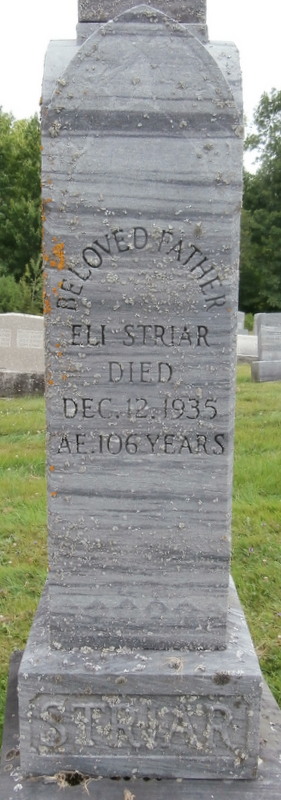 BELOVED FATHER
ELI STRIAR
DIED
DEC. 12. 1935
AE. 106 YEARS
STRIAR